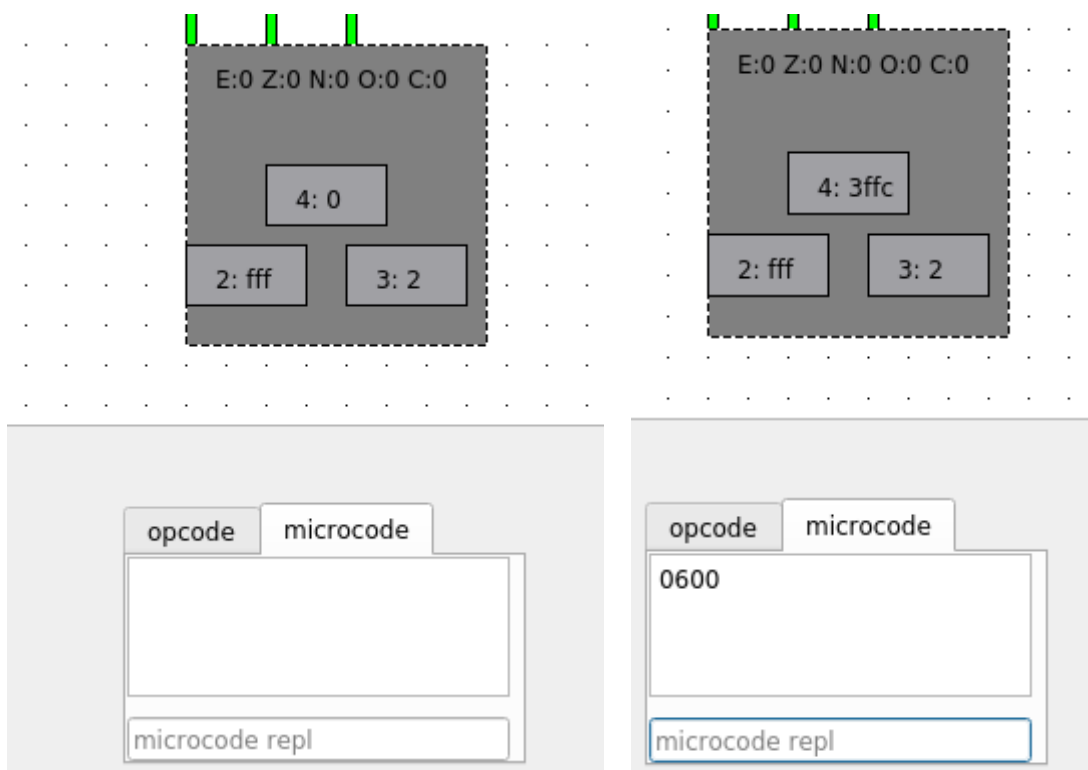 E:0 Z:0 N:0 O:0 C:0
4: 0
2: fff
3: 2
opcode
microcode
microcode repl
E:0 Z:0 N:0 O:0 C:0
4: 3ffc
2: fff
3: 2
opcode
microcode
0600
microcode repl